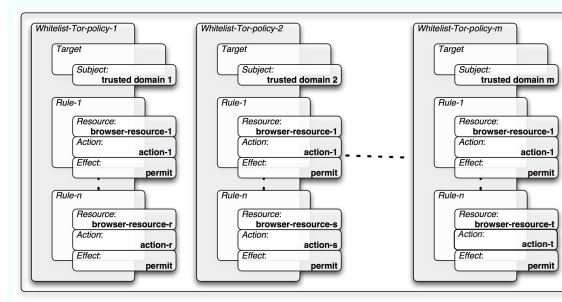 Whitelist-Tor-policy-1
Target
Subject:
trusted domain 1
Rule-1
Resource:
browser-resource-1
Action:
action-1
Effect:
permit
Rule-n
Resource:
browser-resource-r
Action:
action-r
Effect:
permit
Whitelist-Tor-policy-2
Target
Subject:
trusted domain 2
Rule-1
Resource:
browser-resource-1
Action:
action-1
Effect:
permit
Rule-n
Resource:
browser-resource-s
Action:
action-s
Effect:
permit
Whitelist-Tor-policy-m
Target
Subject:
trusted domain m
Rule-1
Resource:
browser-resource-1
Action:
action-1
Effect:
permit
Rule-n
Resource:
browser-resource-t
Action:
action-t
Effect:
permit